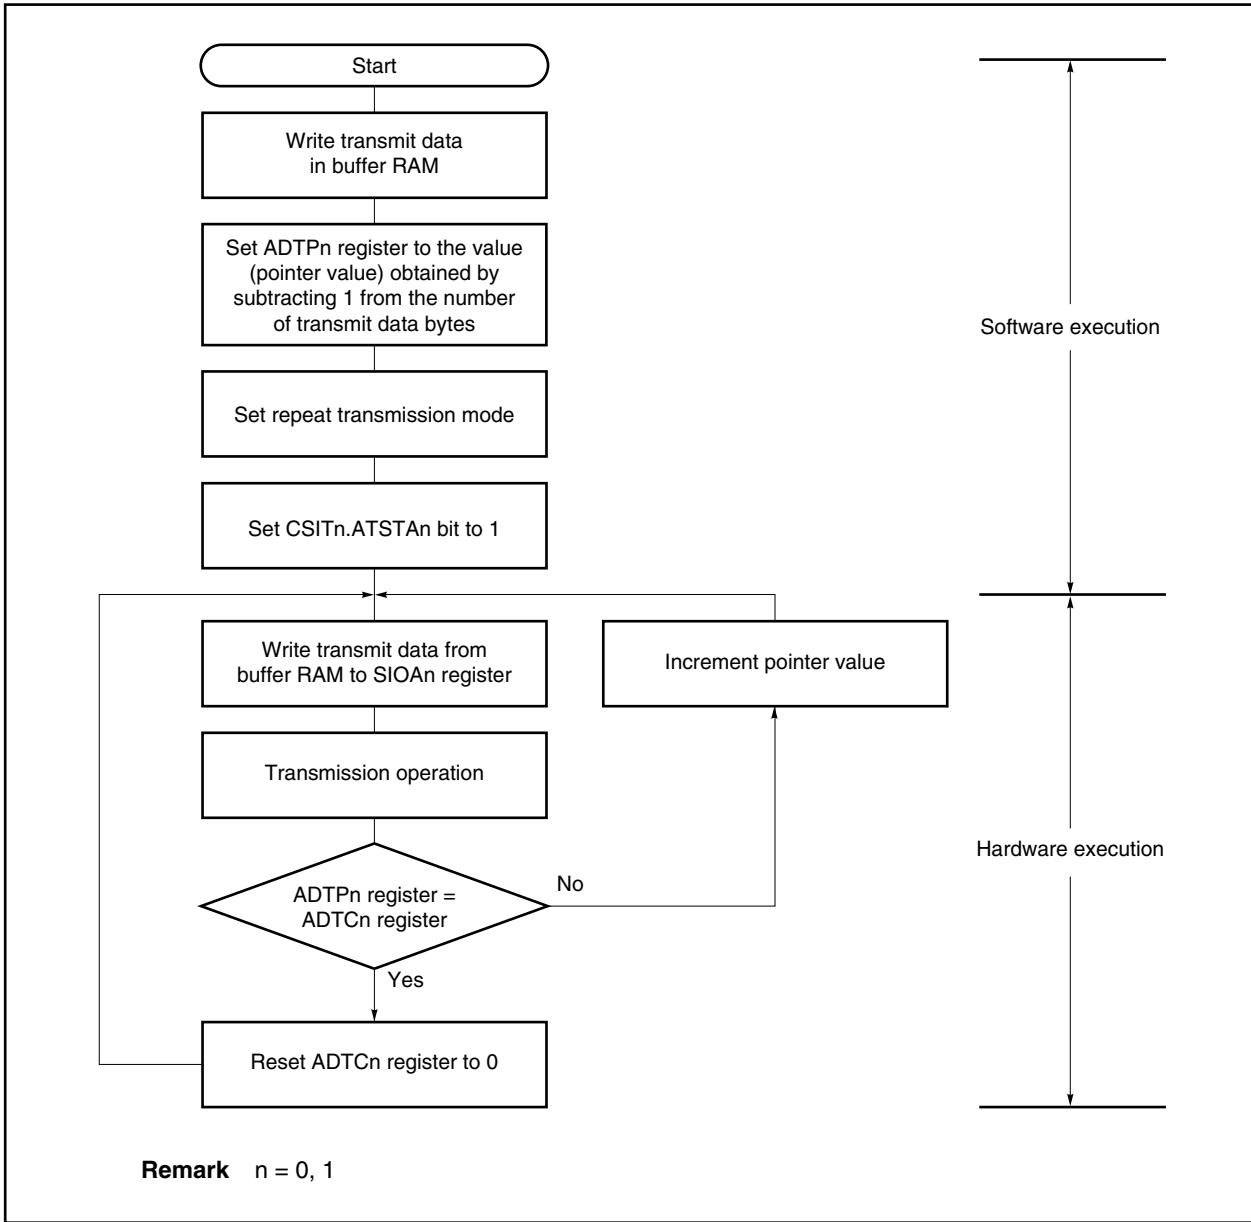 Start
Write transmit data
in buffer RAM
Set ADTPn register to the value
(pointer value) obtained by
subtracting 1 from the number
of transmit data bytes
Software execution
Set repeat transmission mode
Set CSITn.ATSTAn bit to 1
Write transmit data from
buffer RAM to SIOAn register
Increment pointer value
Transmission operation
Hardware execution
ADTPn register =
ADTCn register
No
Yes
Reset ADTCn register to 0
Remark n = 0, 1